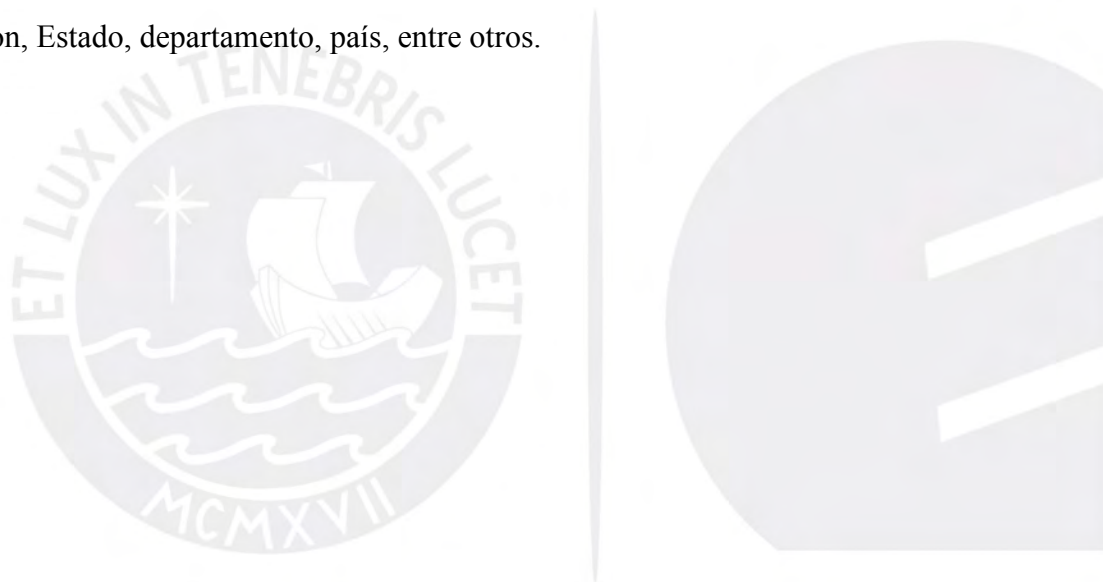 on, Estado, departamento, país, entre otros.
ET LUX IN TENEBRIS LUCET
MCMXVII